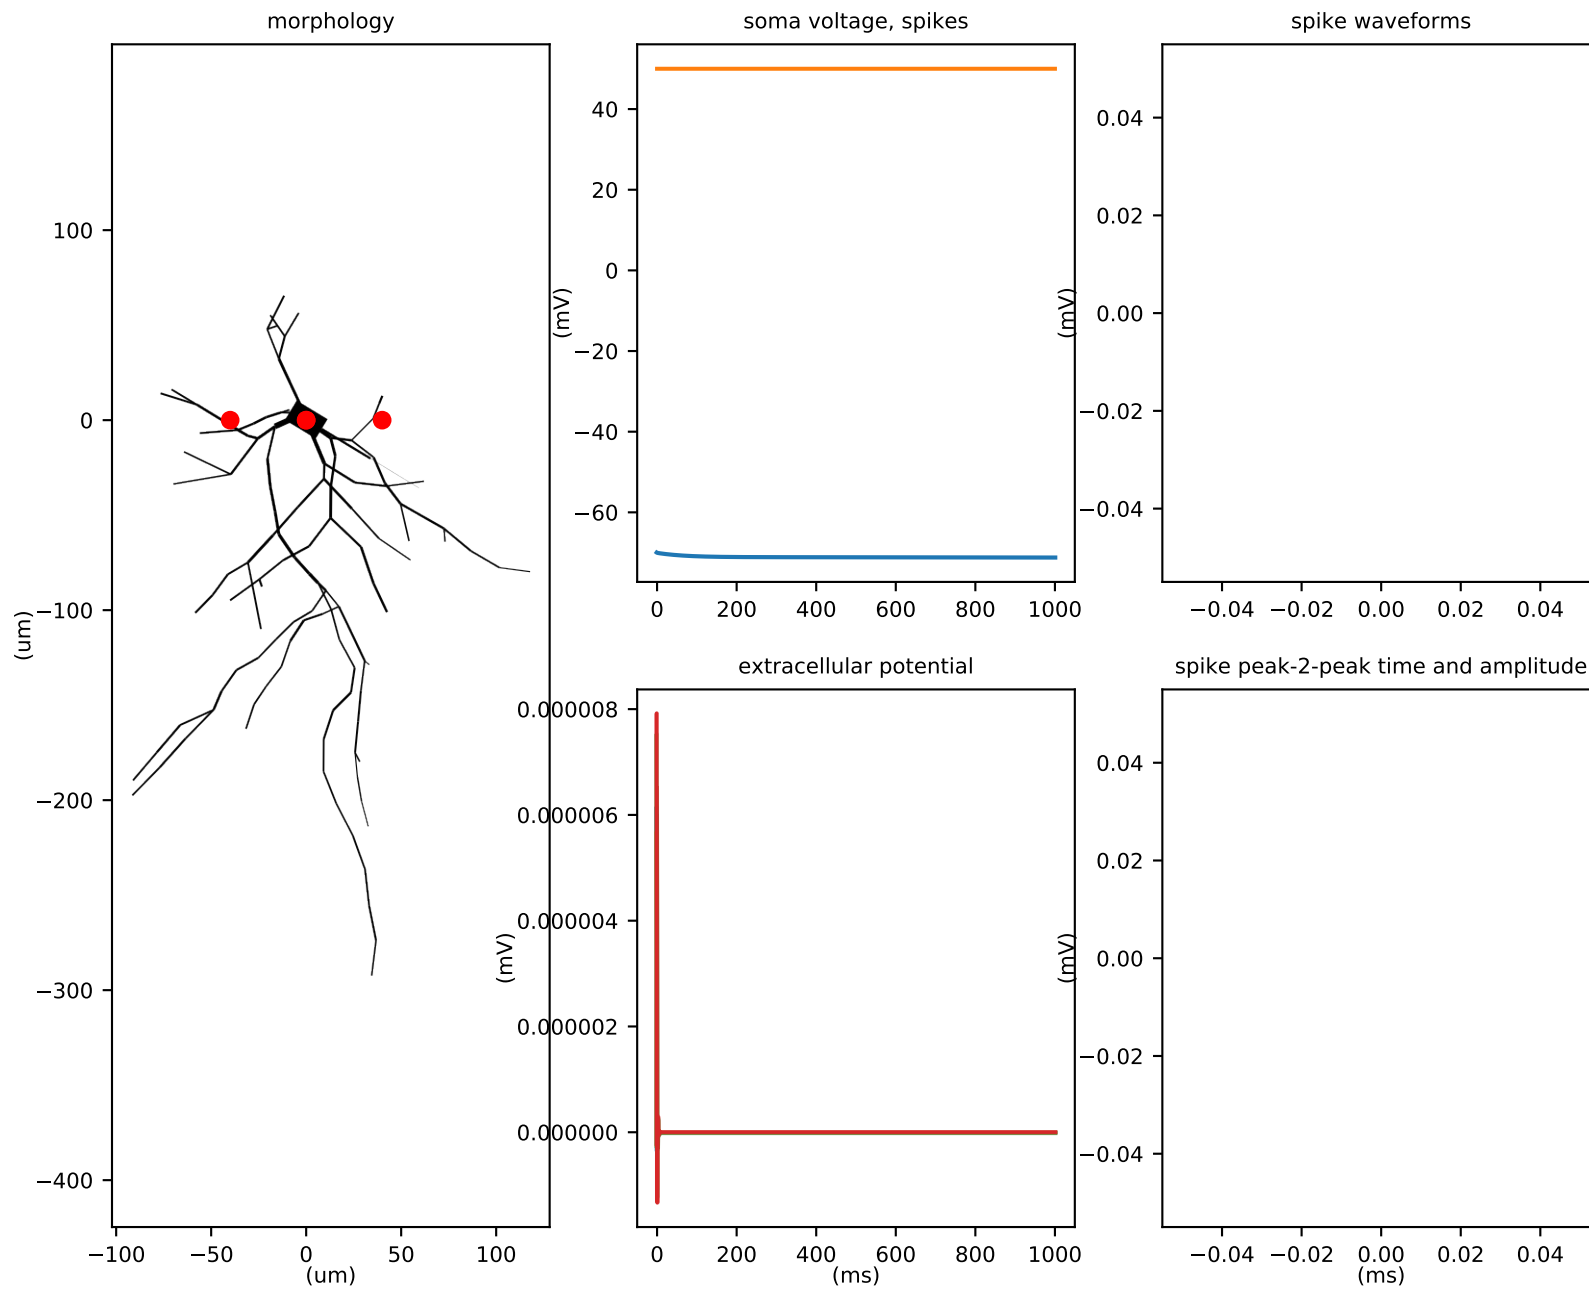 morphology
100
0
−100
−200
−300
−400
(um)
−100 −50 0 50 100
(um)
soma voltage, spikes
40
20
0
−20
−40
−60
(mV)
0 200 400 600 800 1000
spike waveforms
0.04
0.02
0.00
−0.02
−0.04
(mV)
−0.04 −0.02 0.00 0.02 0.04
extracellular potential
0.000008
0.000006
0.000004
0.000002
0.000000
(mV)
0 200 400 600 800 1000
(ms)
spike peak-2-peak time and amplitude
0.04
0.02
0.00
−0.02
−0.04
(mV)
−0.04 −0.02 0.00 0.02 0.04
(ms)